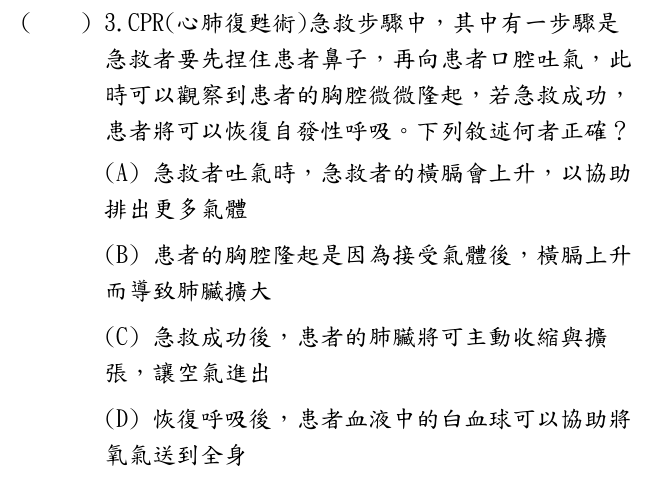 (　　) 3.CPR(心肺復甦術)急救步驟中，其中有一步驟是
急救者要先捏住患者鼻子，再向患者口腔吐氣，此
時可以觀察到患者的胸腔微微隆起，若急救成功，
患者將可以恢復自發性呼吸。下列敘述何者正確？
(A) 急救者吐氣時，急救者的橫膈會上升，以協助
排出更多氣體
(B) 患者的胸腔隆起是因為接受氣體後，橫膈上升
而導致肺臟擴大
(C) 急救成功後，患者的肺臟將可主動收縮與擴
張，讓空氣進出
(D) 恢復呼吸後，患者血液中的白血球可以協助將
氧氣送到全身